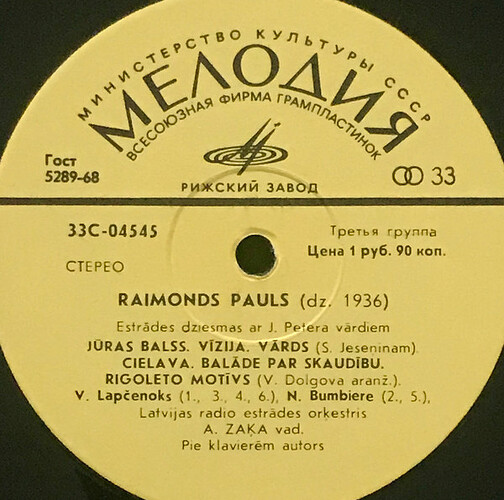 МИНИСТЕРСТВО КУЛЬТУРЫ СССР
МЕЛОДИЯ
ВСЕСОЮЗНАЯ ФИРМА ГРАМПЛАСТИНОК
Гост
5289-68
33
РИЖСКИЙ ЗАВОД
33С-04545
Третья группа
Цена 1 руб. 90 коп.
СТЕРЕО
RAIMONDS PAULS (dz. 1936)
Estrādes dziesmas ar J. Petera vārdiem
JŪRAS BALSS. VĪZIJA. VĀRDS (S. Jeseņinam).
CIELAVA. BALĀDE PAR SKAUDĪBU.
RIGOLETO MOTĪVS (V. Dolgova aranž.).
V. Lapčenoks (1., 3., 4., 6.), N. Bumbiere (2., 5.),
Latvijas radio estrādes orķestris
A. ZAĶA vad.
Pie klavierēm autors